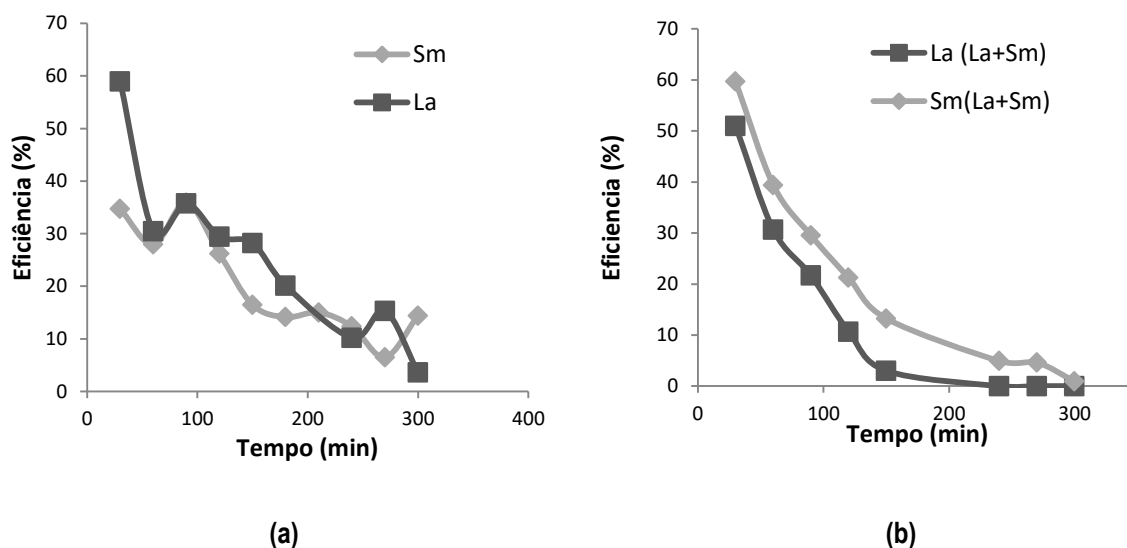 70
60
50
40
30
20
10
0
Eficiência (%)
Sm
La
0 100 200 300 400
Tempo (min)
(a)
70
60
50
40
30
20
10
0
Eficiencia (%)
La (La+Sm)
Sm(La+Sm)
0 100 200 300
Tempo (min)
(b)